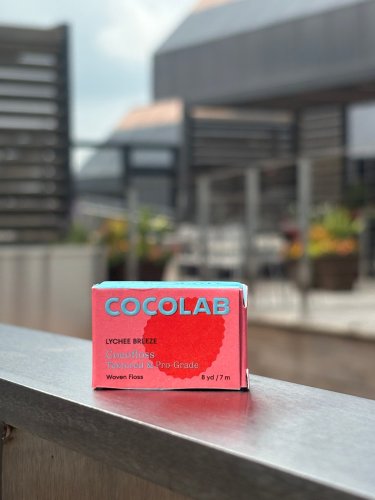 COCOLAB
LYCHEE BREEZE
Cocofloss
Textured & Pro-Grade
Woven Floss
8 yd / 7 m